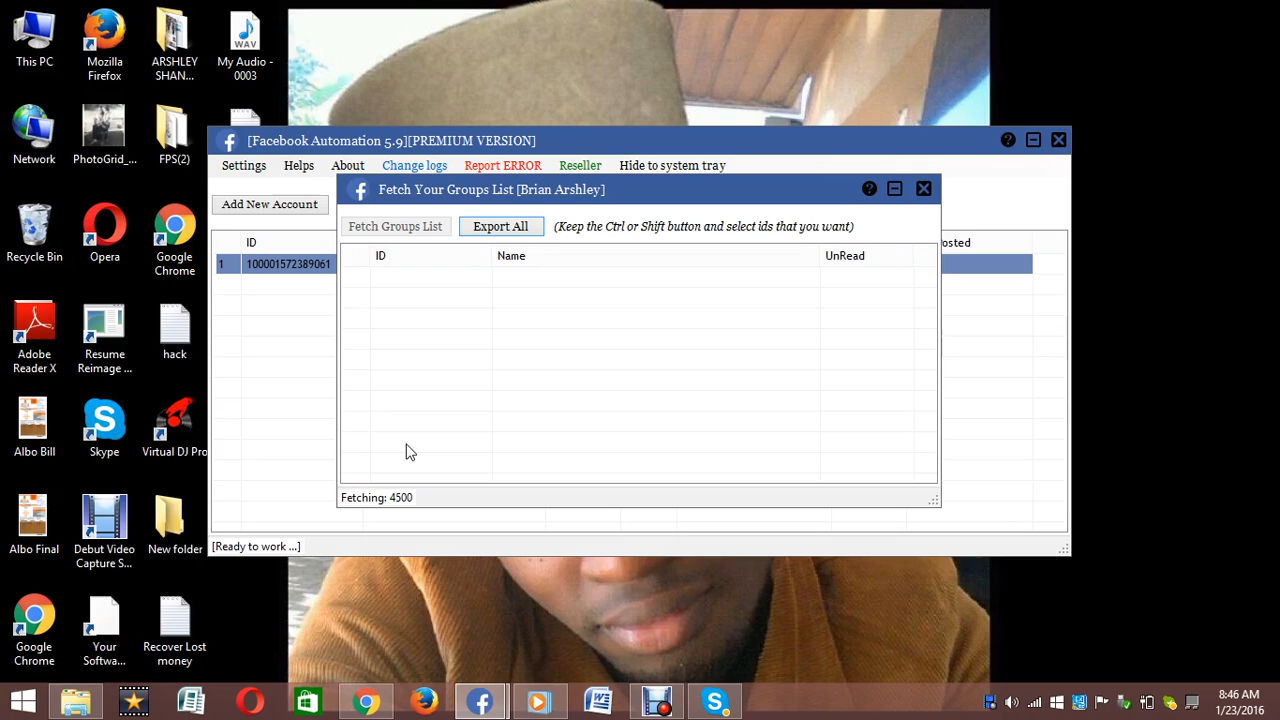 This PC
Mozilla
Firefox
ARSHLEY
SHAN...
WAV
My Audio -
0003
Network
PhotoGrid_...
FPS(2)
Recycle Bin
Opera
Google
Chrome
Adobe
Reader X
Resume
Reimage ...
hack
Albo Bill
Skype
Virtual DJ Pro
Albo Final
Debut Video
Capture S...
New folder
Google
Chrome
Your
Softwa...
Recover Lost
money
[Facebook Automation 5.9][PREMIUM VERSION]
Settings Helps About Change logs Report ERROR Reseller Hide to system tray
Add New Account
ID
osted
1 100001572389061
Fetch Your Groups List [Brian Arshley]
Fetch Groups List Export All (Keep the Ctrl or Shift button and select ids that you want)
ID Name UnRead
Fetching: 4500
[Ready to work ...]
8:46 AM
1/23/2016